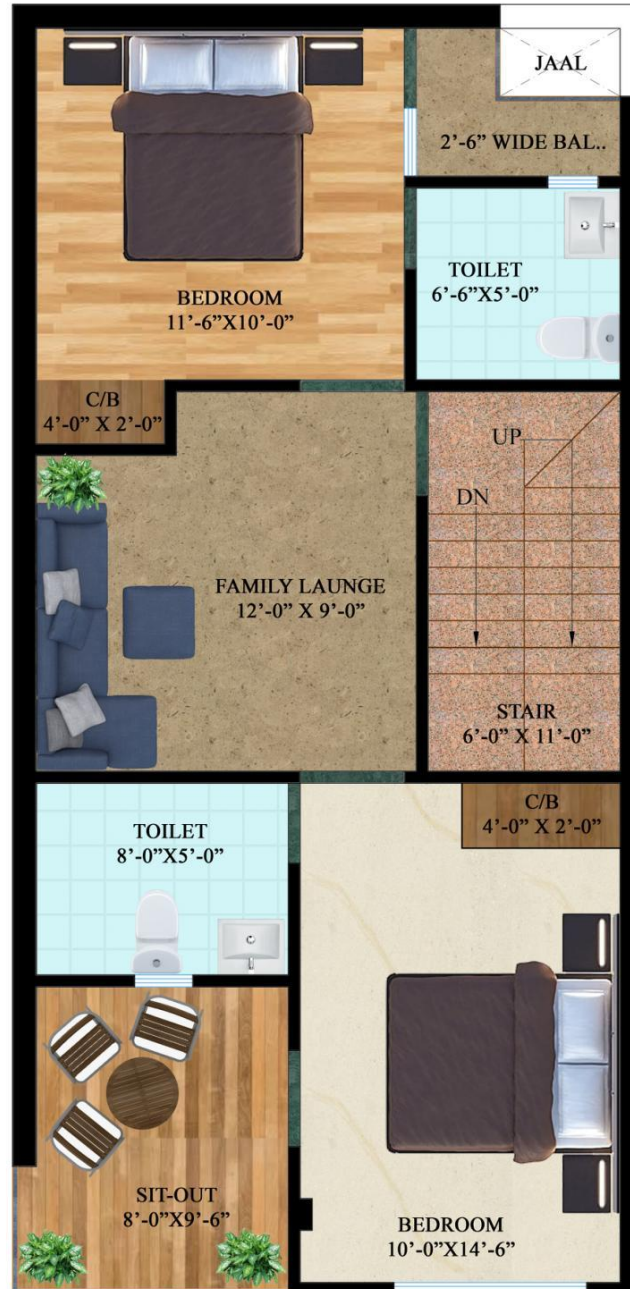 JAAL
2’-6” WIDE BAL..
TOILET
6’-6”X5’-0”
BEDROOM
11’-6”X10’-0”
C/B
4’-0” X 2’-0”
UP
DN
FAMILY LAUNGE
12’-0” X 9’-0”
STAIR
6’-0” X 11’-0”
C/B
4’-0” X 2’-0”
TOILET
8’-0”X5’-0”
SIT-OUT
8’-0”X9’-6”
BEDROOM
10’-0”X14’-6”